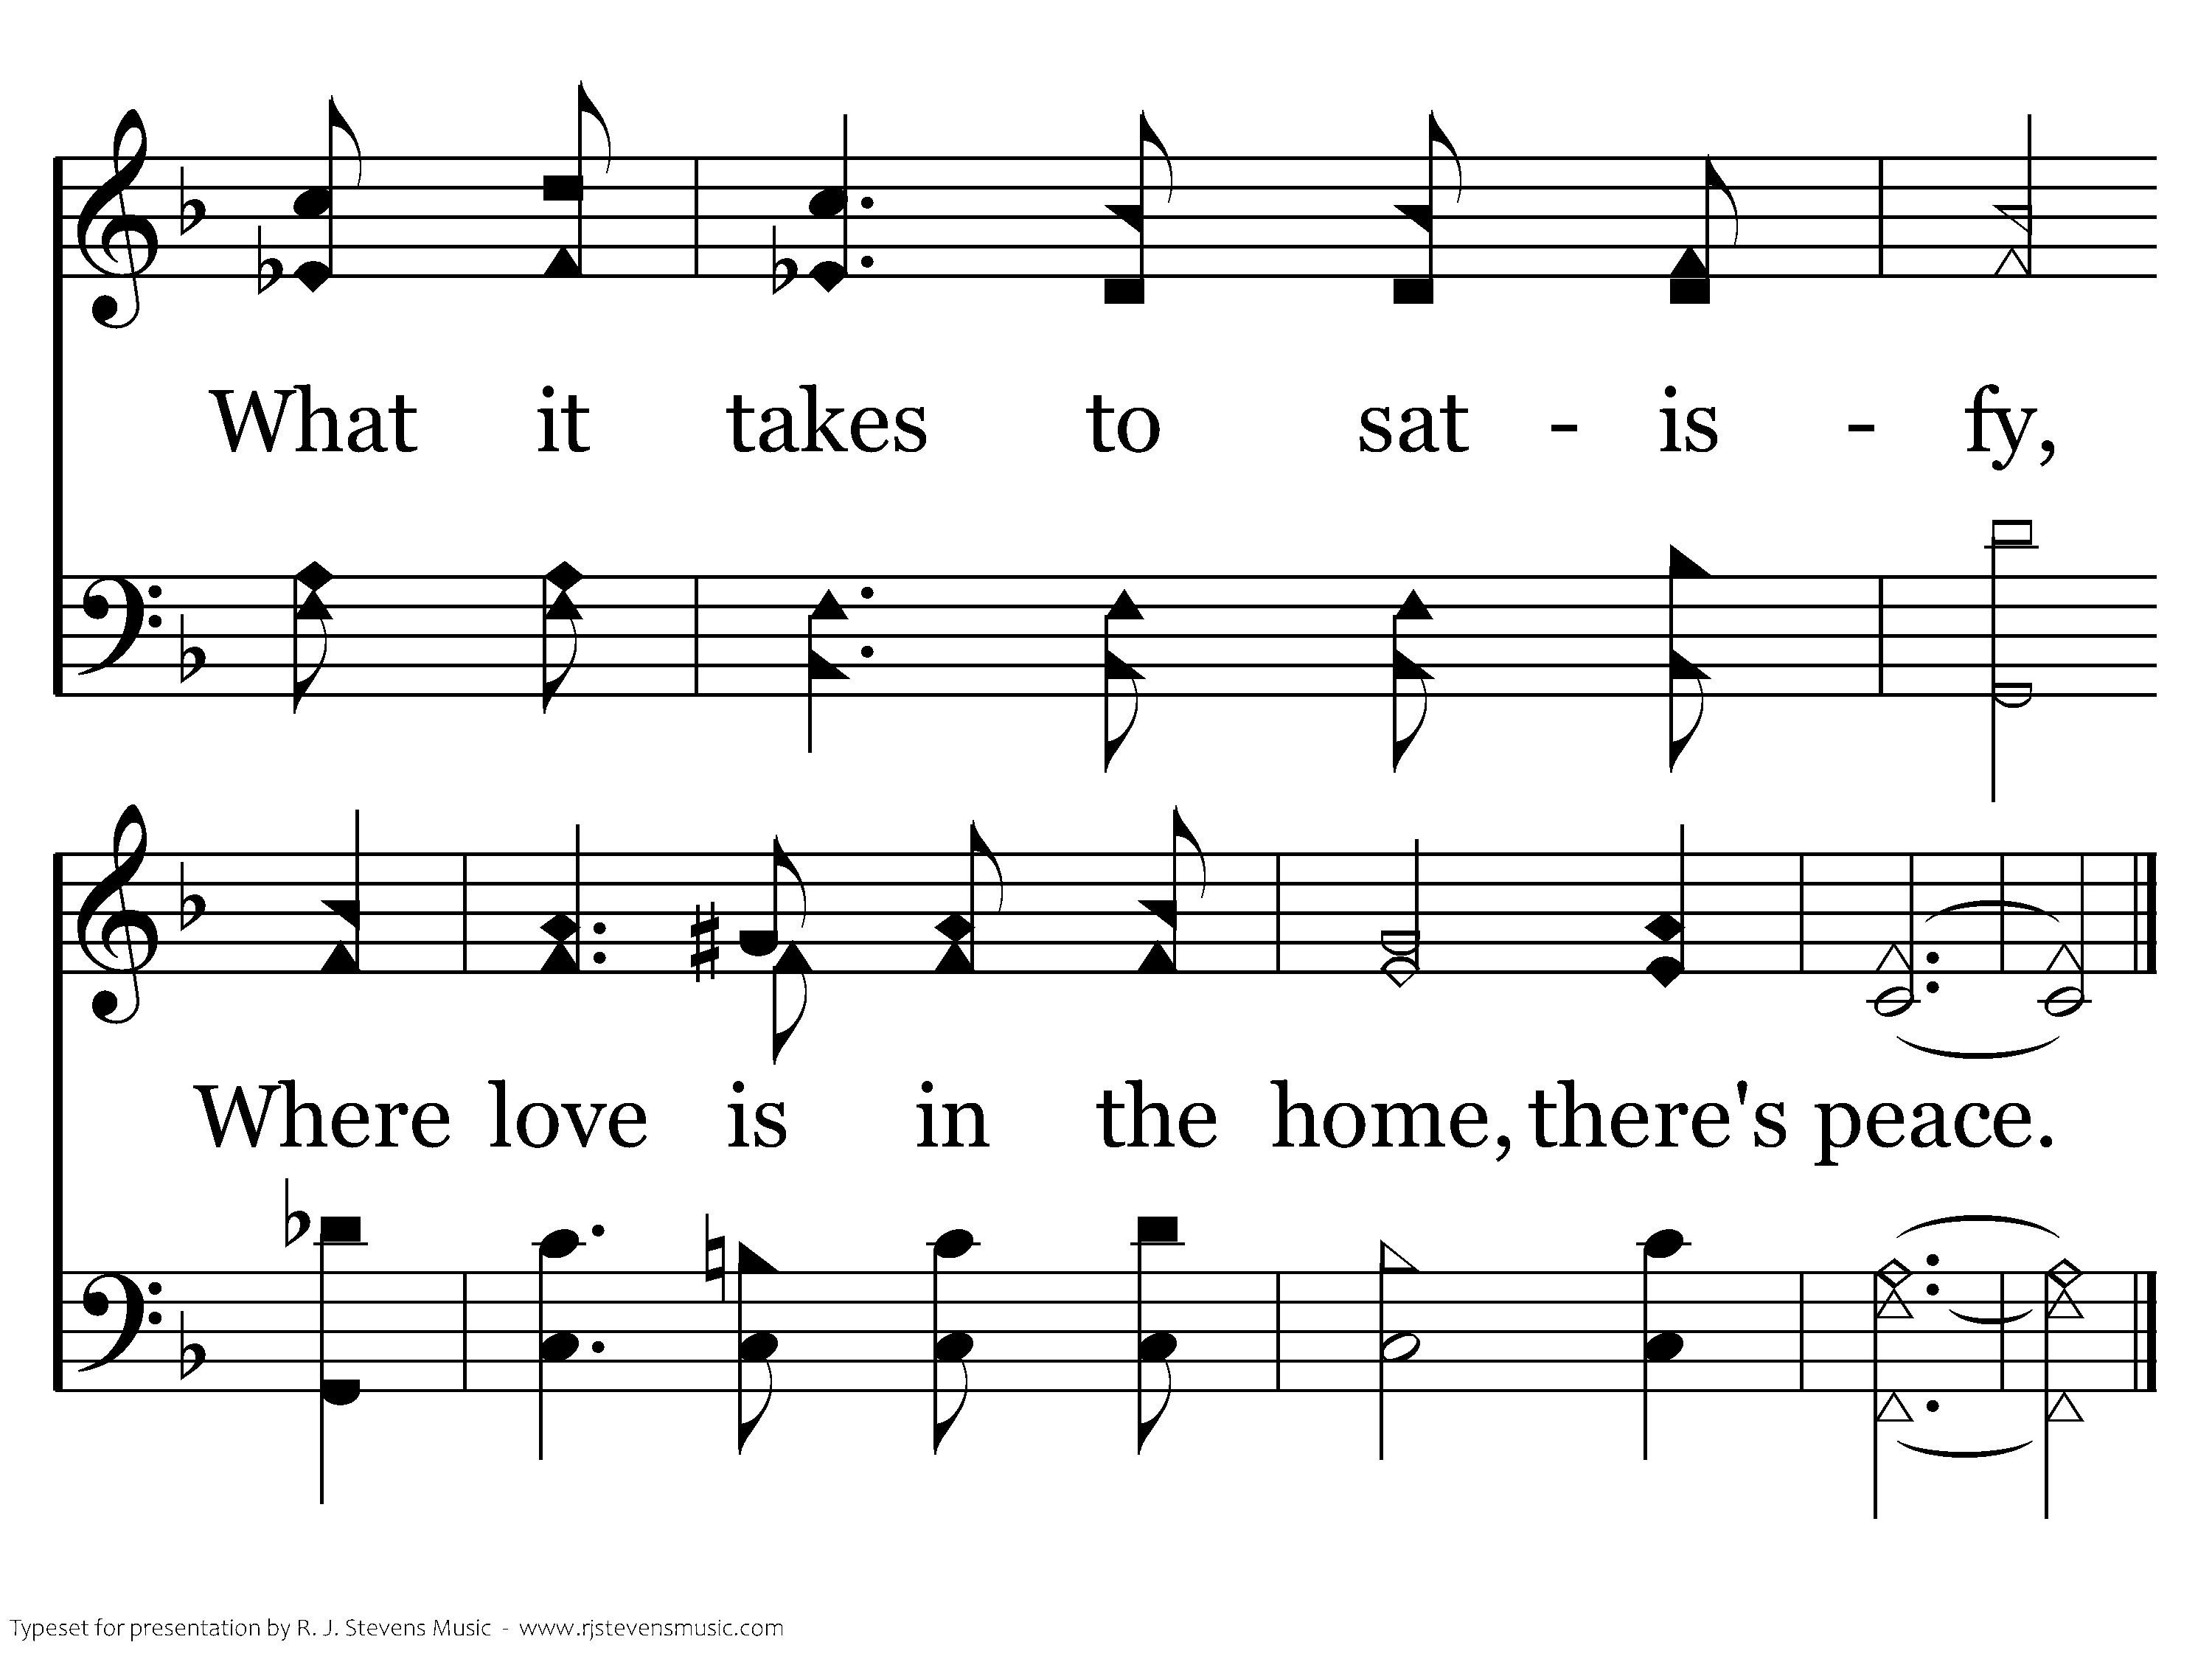 What it takes to sat - is - fy,
Where love is in the home, there's peace.
Typeset for presentation by R. J. Stevens Music - www.rjstevensmusic.com